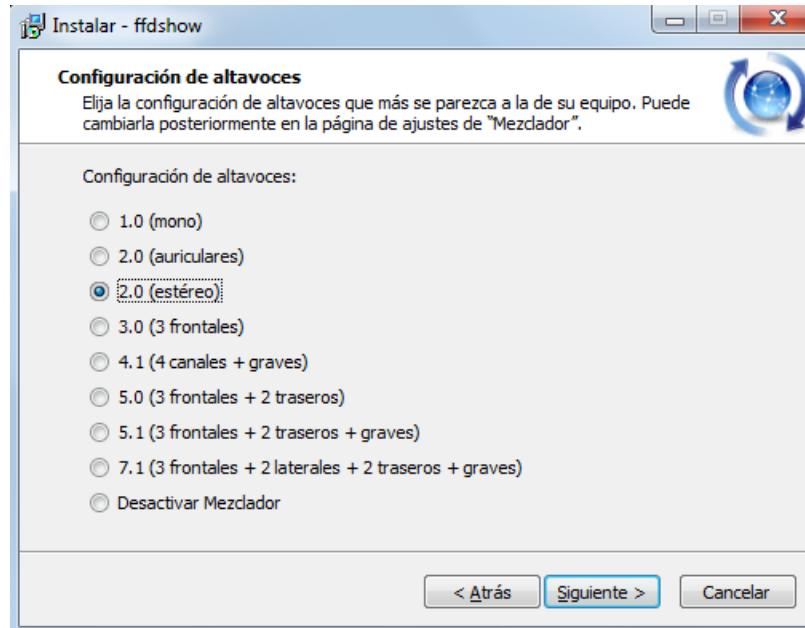 Instalar - ffdshow
Configuración de altavoces
Elija la configuración de altavoces que más se parezca a la de su equipo. Puede
cambiarla posteriormente en la página de ajustes de “Mezclador”.
Configuración de altavoces:
1.0 (mono)
2.0 (auriculares)
2.0 (estéreo)
3.0 (3 frontales)
4.1 (4 canales + graves)
5.0 (3 frontales + 2 traseros)
5.1 (3 frontales + 2 traseros + graves)
7.1 (3 frontales + 2 laterales + 2 traseros + graves)
Desactivar Mezclador
< Atrás Siguiente > Cancelar